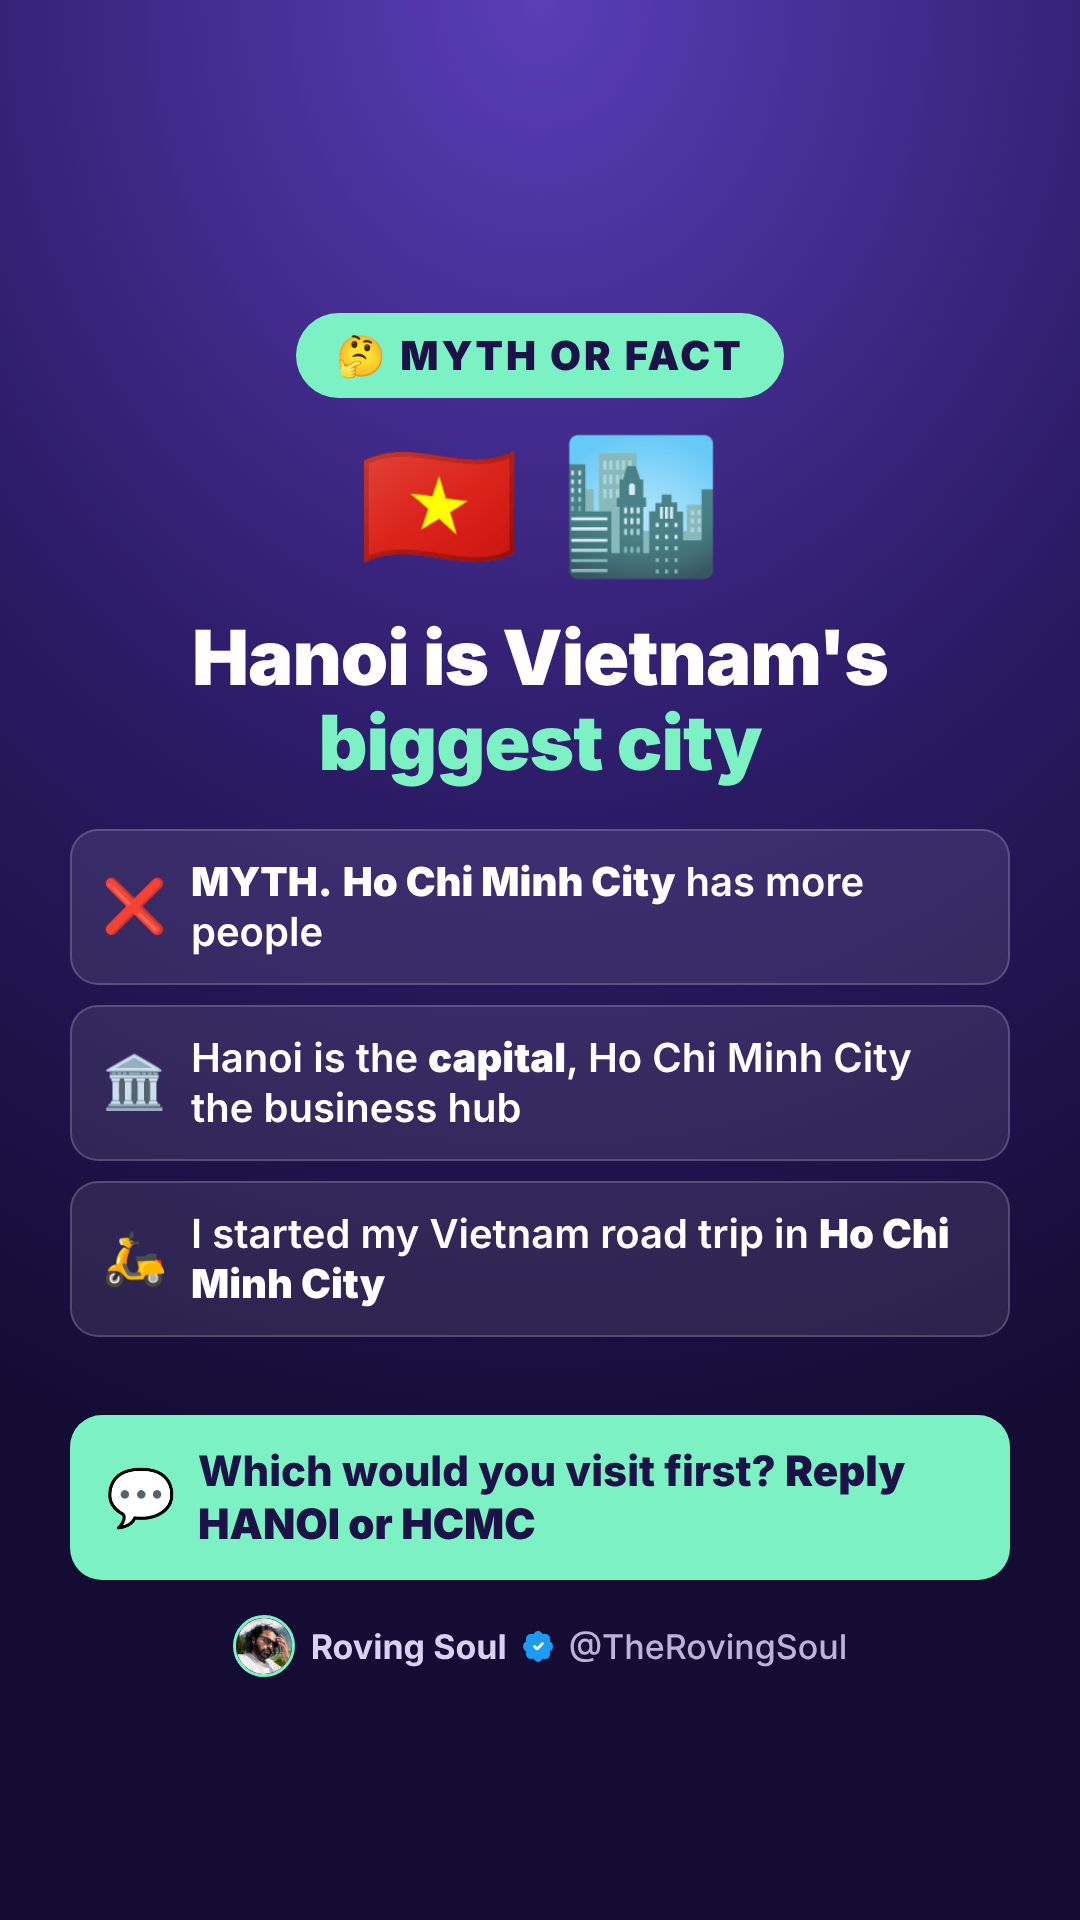 🤔 MYTH OR FACT
Hanoi is Vietnam's
biggest city
❌ MYTH. Ho Chi Minh City has more
people
🏛️ Hanoi is the capital, Ho Chi Minh City
the business hub
🛵 I started my Vietnam road trip in Ho Chi
Minh City
💬 Which would you visit first? Reply
HANOI or HCMC
Roving Soul @TheRovingSoul